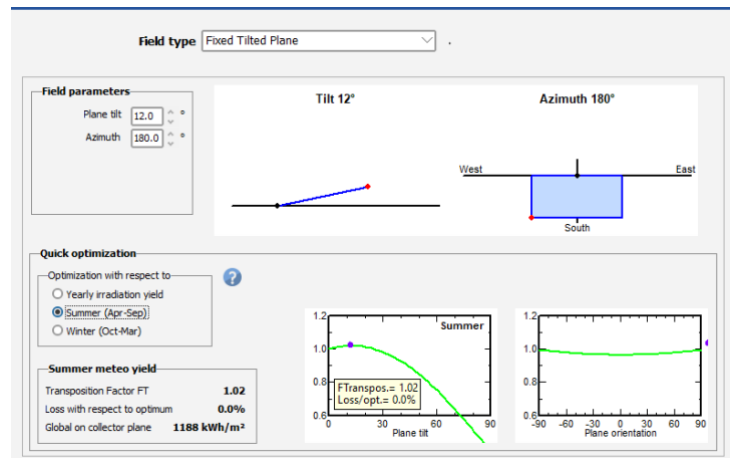 Field type Fixed Tilted Plane .
Field parameters
Plane tilt 12.0 °
Azimuth 180.0 °
Tilt 12°
Azimuth 180°
West East
South
Quick optimization
Optimization with respect to
Yearly irradiation yield
Summer (Apr-Sep)
Winter (Oct-Mar)
?
Summer meteo yield
Transposition Factor FT 1.02
Loss with respect to optimum 0.0%
Global on collector plane 1188 kWh/m²
Summer
1.2
1.0
0.8
0.6
FTranspos.= 1.02
Loss/opt.= 0.0%
0 30 60 90
Plane tilt
1.2
1.0
0.8
0.6
-90 -60 -30 0 30 60 90
Plane orientation